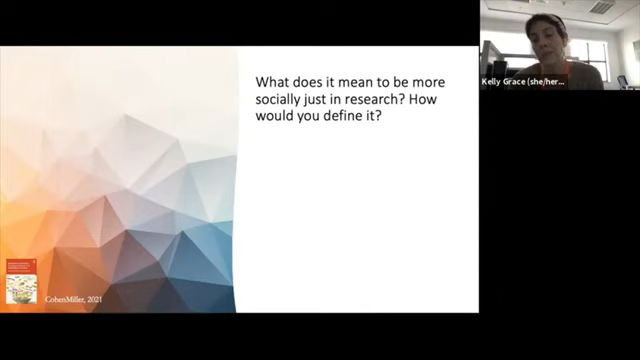 What does it mean to be more
socially just in research? How
would you define it?
Kelly Grace (she/her...
CohenMiller, 2021